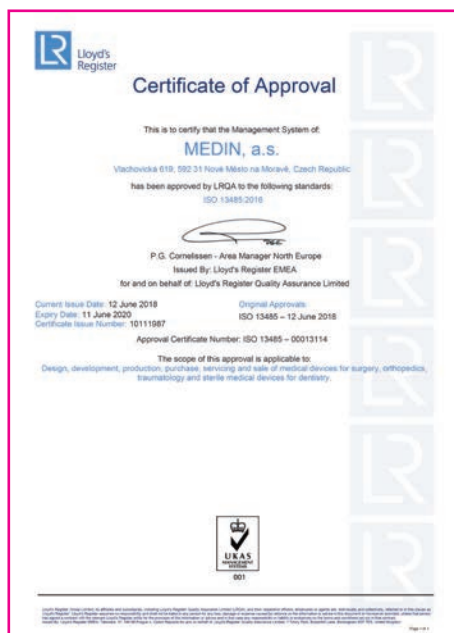 LR
Lloyd's
Register
Certificate of Approval
This is to certify that the Management System of:
MEDIN, a.s.
Vlachovická 619, 592 31 Nové Město na Moravě, Czech Republic
has been approved by LRQA to the following standards:
ISO 13485:2016
P.G. Cornelissen - Area Manager North Europe
Issued By: Lloyd's Register EMEA
for and on behalf of: Lloyd's Register Quality Assurance Limited
Current Issue Date: 12 June 2018
Expiry Date: 11 June 2020
Certificate Issue Number: 10111987
Original Approvals:
ISO 13485 – 12 June 2018
Approval Certificate Number: ISO 13485 – 00013114
The scope of this approval is applicable to:
Design, development, production, purchase, servicing and sale of medical devices for surgery, orthopedics,
traumatology and sterile medical devices for dentistry.
UKAS
MANAGEMENT
SYSTEMS
001
Page 1 of 1